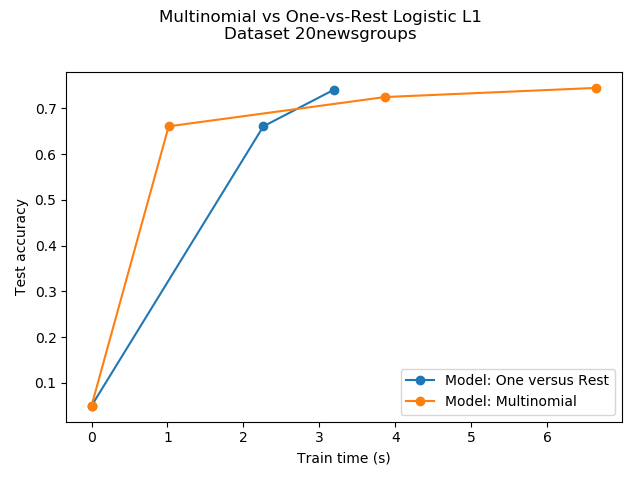 Multinomial vs One-vs-Rest Logistic L1
Dataset 20newsgroups
Test accuracy
0.7
0.6
0.5
0.4
0.3
0.2
0.1
0 1 2 3 4 5 6
Train time (s)
Model: One versus Rest
Model: Multinomial